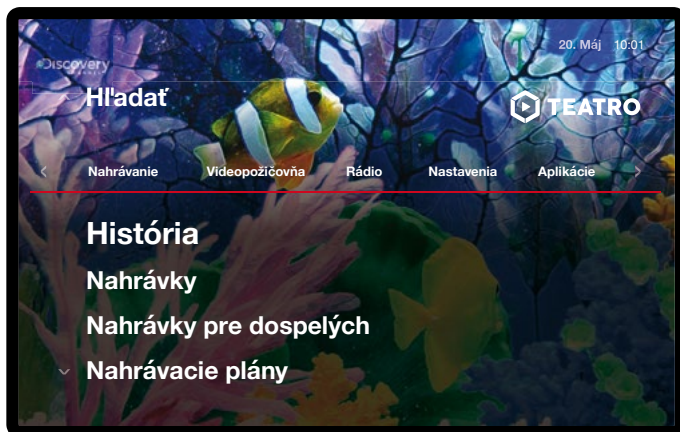 20. Máj 10:01
Discovery
Hľadať
TEATRO
Nahrávanie Videopožičovňa Rádio Nastavenia Aplikácie
História
Nahrávky
Nahrávky pre dospelých
Nahrávacie plány